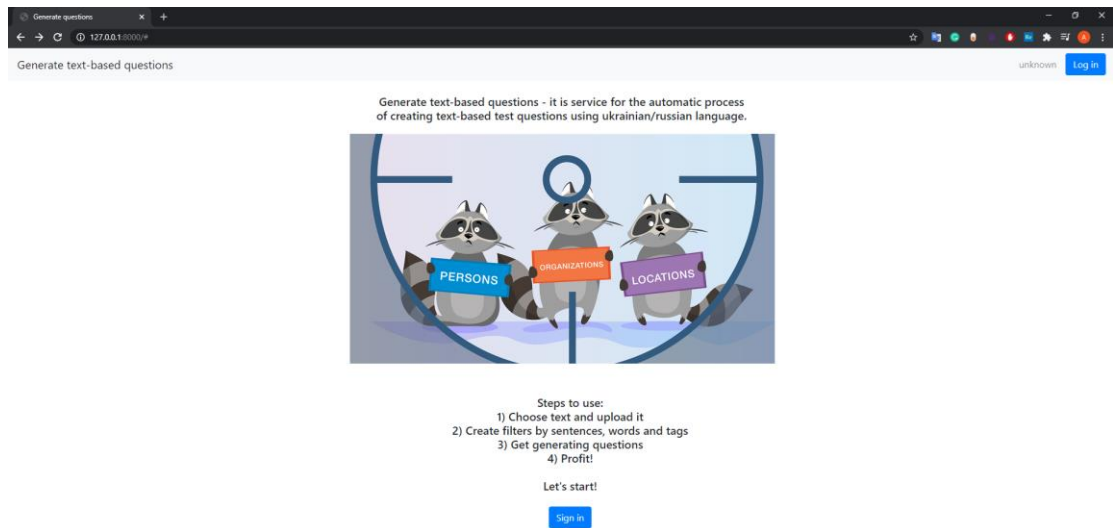 Generate questions
127.0.0.1:8000/#
Generate text-based questions
unknown
Log in
Generate text-based questions - it is service for the automatic process
of creating text-based test questions using ukrainian/russian language.
PERSONS
ORGANIZATIONS
LOCATIONS
Steps to use:
1) Choose text and upload it
2) Create filters by sentences, words and tags
3) Get generating questions
4) Profit!
Let's start!
Sign in